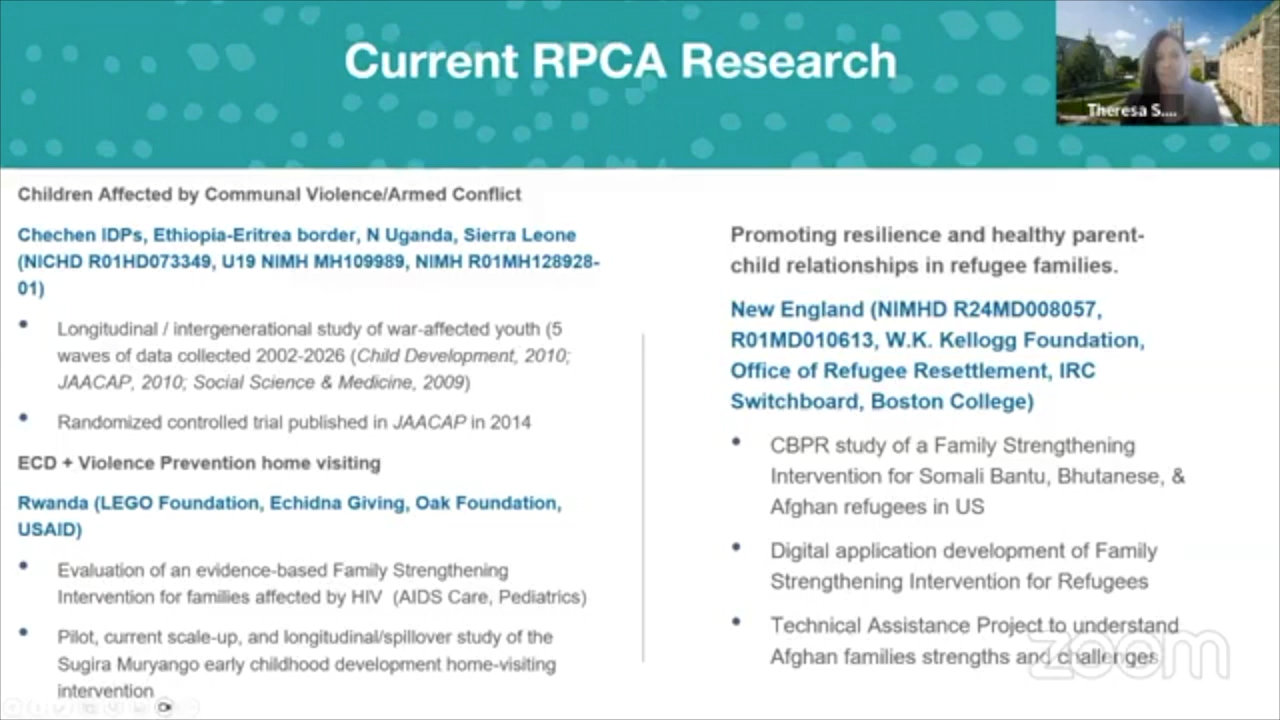 Current RPCA Research
Theresa S....
Children Affected by Communal Violence/Armed Conflict
Chechen IDPs, Ethiopia-Eritrea border, N Uganda, Sierra Leone
(NICHD R01HD073349, U19 NIMH MH109989, NIMH R01MH128928-
01)
• Longitudinal / intergenerational study of war-affected youth (5
waves of data collected 2002-2026 (Child Development, 2010;
JAACAP, 2010; Social Science & Medicine, 2009)
• Randomized controlled trial published in JAACAP in 2014
ECD + Violence Prevention home visiting
Rwanda (LEGO Foundation, Echidna Giving, Oak Foundation,
USAID)
• Evaluation of an evidence-based Family Strengthening
Intervention for families affected by HIV (AIDS Care, Pediatrics)
• Pilot, current scale-up, and longitudinal/spillover study of the
Sugira Muryango early childhood development home-visiting
intervention
Promoting resilience and healthy parent-
child relationships in refugee families.
New England (NIMHD R24MD008057,
R01MD010613, W.K. Kellogg Foundation,
Office of Refugee Resettlement, IRC
Switchboard, Boston College)
• CBPR study of a Family Strengthening
Intervention for Somali Bantu, Bhutanese, &
Afghan refugees in US
• Digital application development of Family
Strengthening Intervention for Refugees
• Technical Assistance Project to understand
Afghan families strengths and challenges
zoom